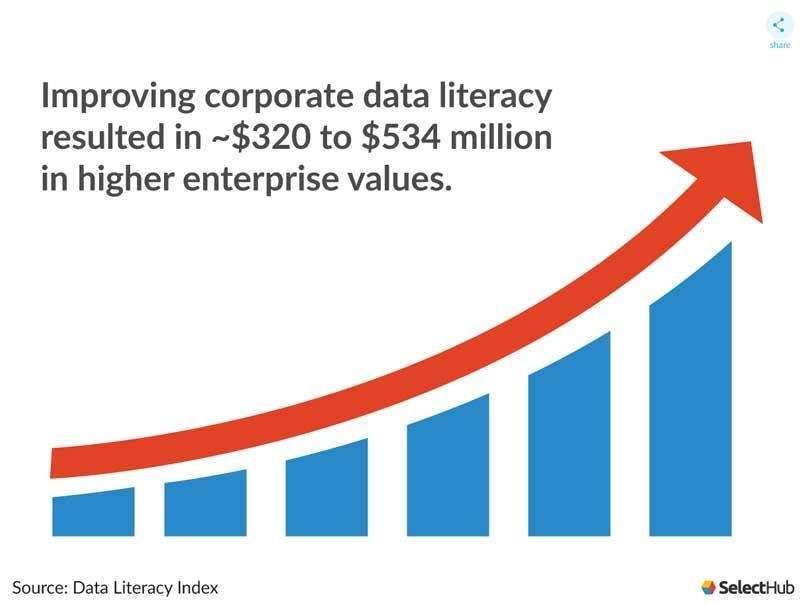 share
Improving corporate data literacy
resulted in ~$320 to $534 million
in higher enterprise values.
Source: Data Literacy Index
SelectHub